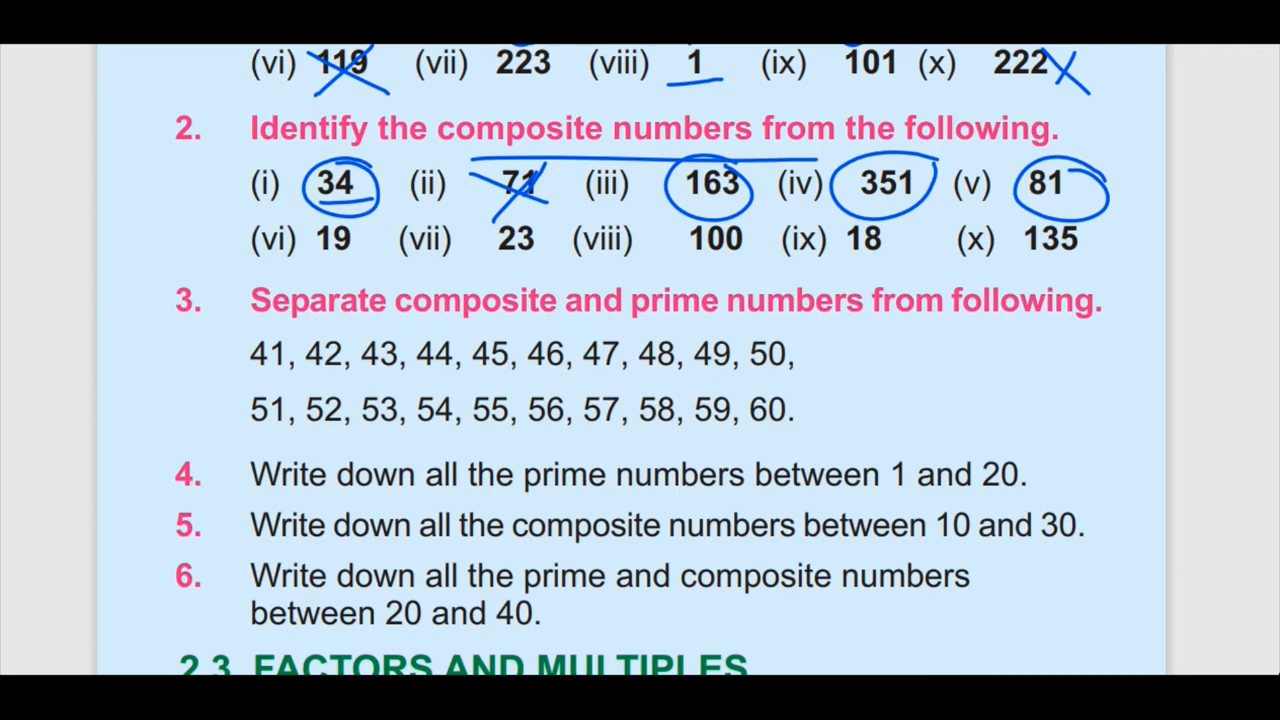 (vi) 119 (vii) 223 (viii) 1 (ix) 101 (x) 222
2. Identify the composite numbers from the following.
(i) 34 (ii) 71 (iii) 163 (iv) 351 (v) 81
(vi) 19 (vii) 23 (viii) 100 (ix) 18 (x) 135
3. Separate composite and prime numbers from following.
41, 42, 43, 44, 45, 46, 47, 48, 49, 50,
51, 52, 53, 54, 55, 56, 57, 58, 59, 60.
4. Write down all the prime numbers between 1 and 20.
5. Write down all the composite numbers between 10 and 30.
6. Write down all the prime and composite numbers
between 20 and 40.
2.3 FACTORS AND MULTIPLES